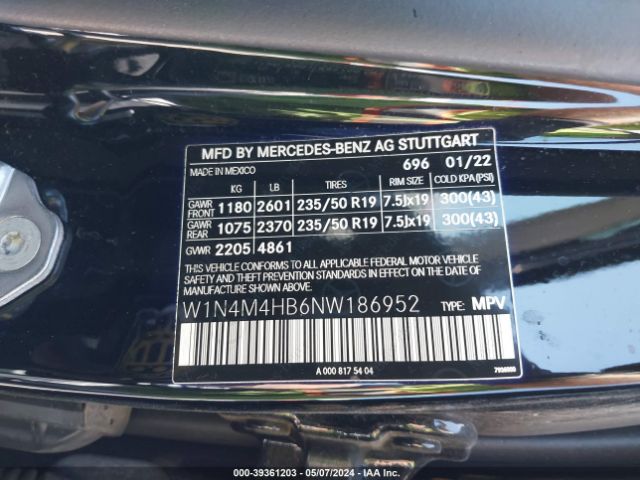 MFD BY MERCEDES-BENZ AG STUTTGART
MADE IN MEXICO 696 01/22
KG LB TIRES RIM SIZE COLD KPA(PSI)
GAWR FRONT 1180 2601 235/50 R19 7.5Jx19 300(43)
GAWR REAR 1075 2370 235/50 R19 7.5Jx19 300(43)
GVWR 2205 4861
THIS VEHICLE CONFORMS TO ALL APPLICABLE FEDERAL MOTOR VEHICLE
SAFETY AND THEFT PREVENTION STANDARDS IN EFFECT ON THE DATE OF
MANUFACTURE SHOWN ABOVE.
W1N4M4HB6NW186952 TYPE: MPV
A 000 817 54 04
000-39361203 - 05/07/2024 - IAAI.COM